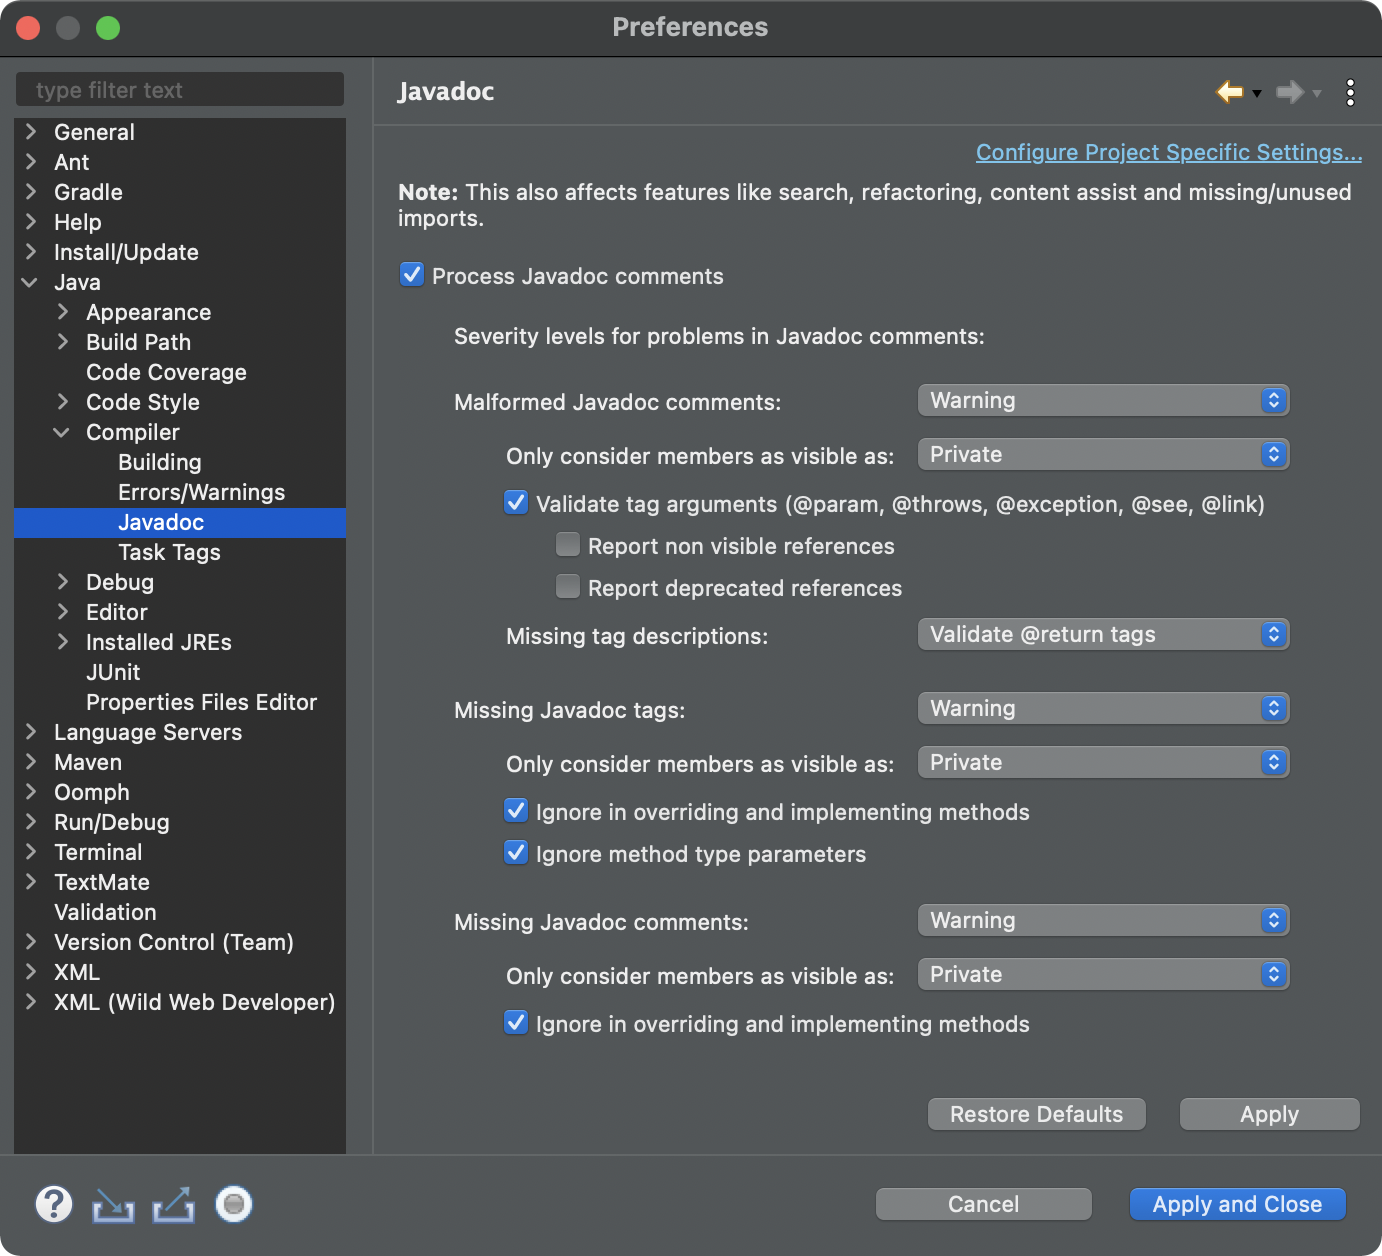 Preferences
type filter text
General
Ant
Gradle
Help
Install/Update
Java
Appearance
Build Path
Code Coverage
Code Style
Compiler
Building
Errors/Warnings
Javadoc
Task Tags
Debug
Editor
Installed JREs
JUnit
Properties Files Editor
Language Servers
Maven
Oomph
Run/Debug
Terminal
TextMate
Validation
Version Control (Team)
XML
XML (Wild Web Developer)
Javadoc
Configure Project Specific Settings...
Note: This also affects features like search, refactoring, content assist and missing/unused
imports.
Process Javadoc comments
Severity levels for problems in Javadoc comments:
Malformed Javadoc comments: Warning
Only consider members as visible as: Private
Validate tag arguments (@param, @throws, @exception, @see, @link)
Report non visible references
Report deprecated references
Missing tag descriptions: Validate @return tags
Missing Javadoc tags: Warning
Only consider members as visible as: Private
Ignore in overriding and implementing methods
Ignore method type parameters
Missing Javadoc comments: Warning
Only consider members as visible as: Private
Ignore in overriding and implementing methods
Restore Defaults Apply
? Cancel Apply and Close